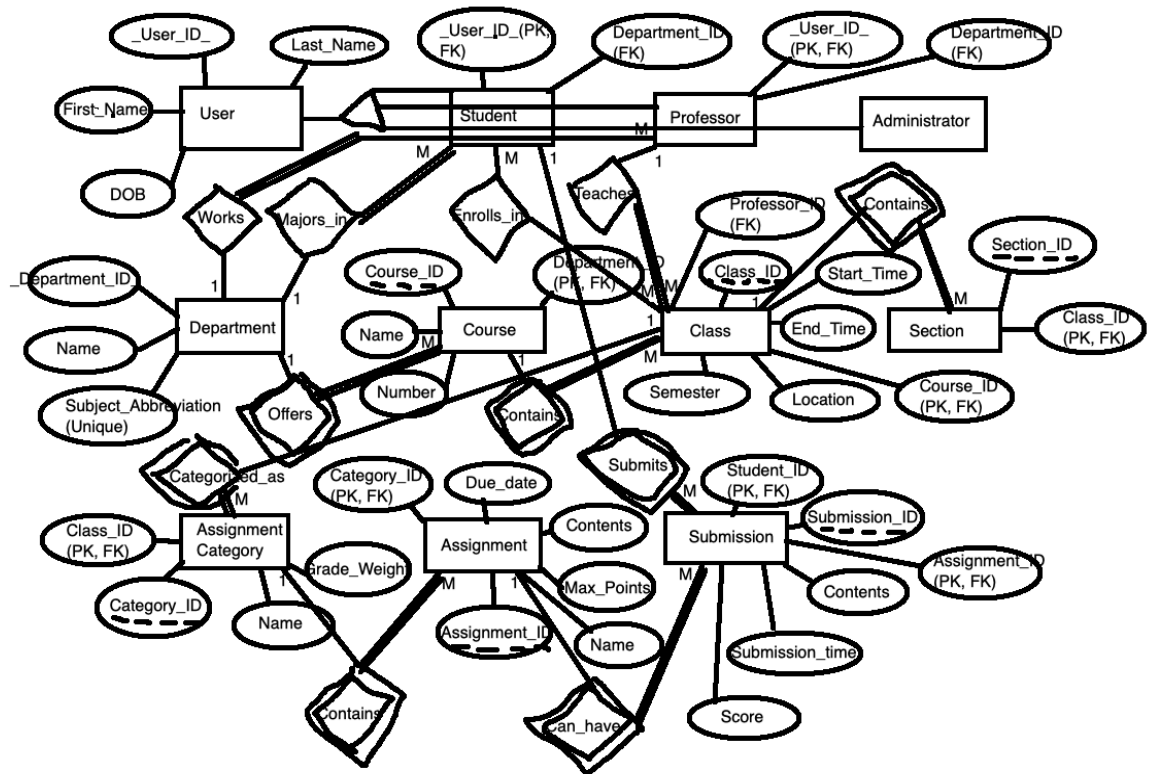 _User_ID_
Last_Name
_User_ID_(PK,
FK)
Department_ID
(FK)
_User_ID_
(PK, FK)
Department_ID
(FK)
First_Name
User
Student
Professor
Administrator
M
DOB
M
M
1
1
Works
Majors_in
Enrolls_in
Teaches
Professor_ID
(FK)
Contains
Section_ID
_Department_ID_
Course_ID
Department_ID
(PK, FK)
Class_ID
Start_Time
1
1
M
M
1
M
Department
Name
Course
1
Class
End_Time
Section
Class_ID
(PK, FK)
Name
M
1
1
M
Number
Semester
Location
Course_ID
(PK, FK)
Subject_Abbreviation
(Unique)
Offers
Contains
Categorized_as
M
Category_ID
(PK, FK)
Due_date
Submits
M
Student_ID
(PK, FK)
Submission_ID
Class_ID
(PK, FK)
Assignment
Category
Assignment
Contents
Submission
Assignment_ID
(PK, FK)
1
Grade_Weight
M
1
Max_Points
M
Contents
Category_ID
Name
Assignment_ID
Name
Submission_time
Contains
Can_have
Score